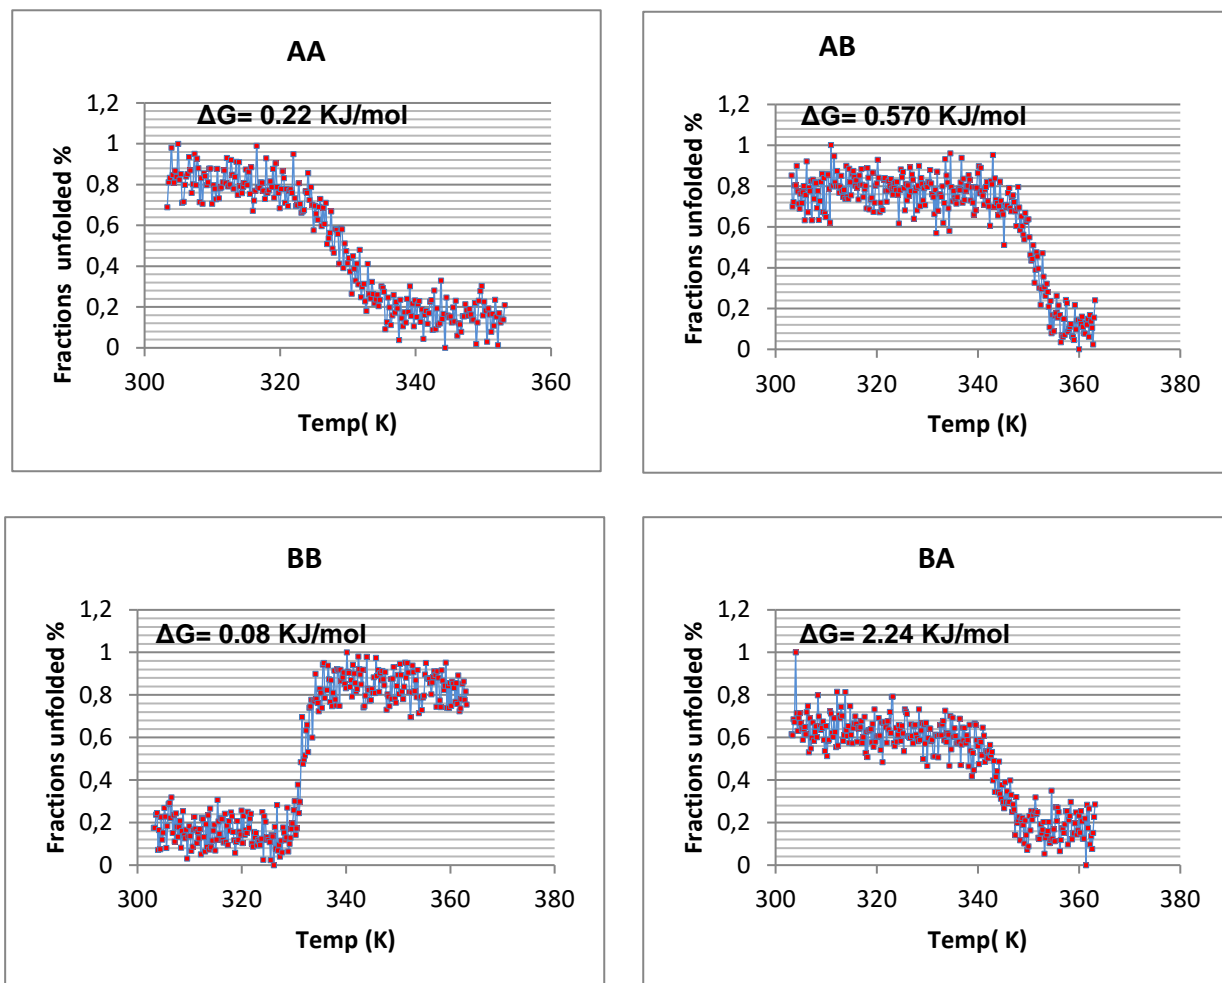 AA
ΔG= 0.22 KJ/mol
Fractions unfolded %
1,2
1
0,8
0,6
0,4
0,2
0
300 320 340 360
Temp( K)
AB
ΔG= 0.570 KJ/mol
Fractions unfolded %
1,2
1
0,8
0,6
0,4
0,2
0
300 320 340 360 380
Temp (K)
BB
ΔG= 0.08 KJ/mol
Fractions unfolded %
1,2
1
0,8
0,6
0,4
0,2
0
300 320 340 360 380
Temp (K)
BA
ΔG= 2.24 KJ/mol
Fractions unfolded %
1,2
1
0,8
0,6
0,4
0,2
0
300 320 340 360 380
Temp( K)